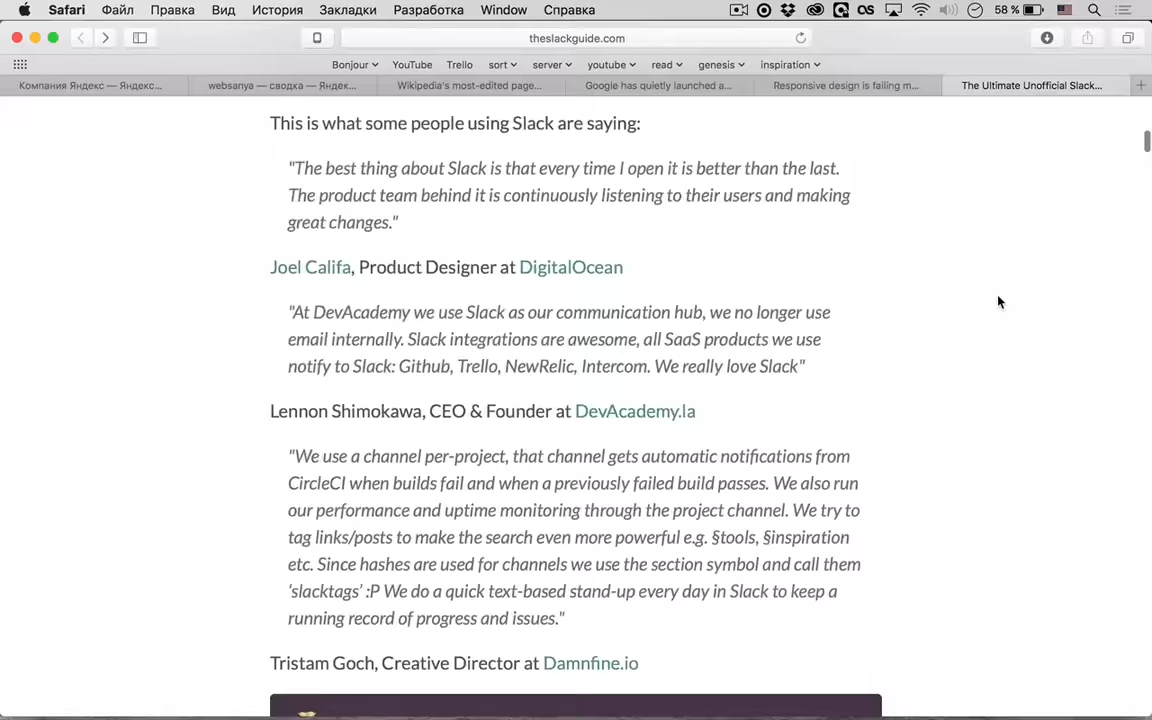 Safari Файл Правка Вид История Закладки Разработка Window Справка 58 %
theslackguide.com
Bonjour YouTube Trello sort server youtube read genesis inspiration
Компания Яндекс — Яндекс... websanya — сводка — Яндек... Wikipedia's most-edited page... Google has quietly launched a... Responsive design is failing m... The Ultimate Unofficial Slack...
This is what some people using Slack are saying:
"The best thing about Slack is that every time I open it is better than the last.
The product team behind it is continuously listening to their users and making
great changes."
Joel Califa, Product Designer at DigitalOcean
"At DevAcademy we use Slack as our communication hub, we no longer use
email internally. Slack integrations are awesome, all SaaS products we use
notify to Slack: Github, Trello, NewRelic, Intercom. We really love Slack"
Lennon Shimokawa, CEO & Founder at DevAcademy.la
"We use a channel per-project, that channel gets automatic notifications from
CircleCI when builds fail and when a previously failed build passes. We also run
our performance and uptime monitoring through the project channel. We try to
tag links/posts to make the search even more powerful e.g. §tools, §inspiration
etc. Since hashes are used for channels we use the section symbol and call them
‘slacktags’ :P We do a quick text-based stand-up every day in Slack to keep a
running record of progress and issues."
Tristam Goch, Creative Director at Damnfine.io